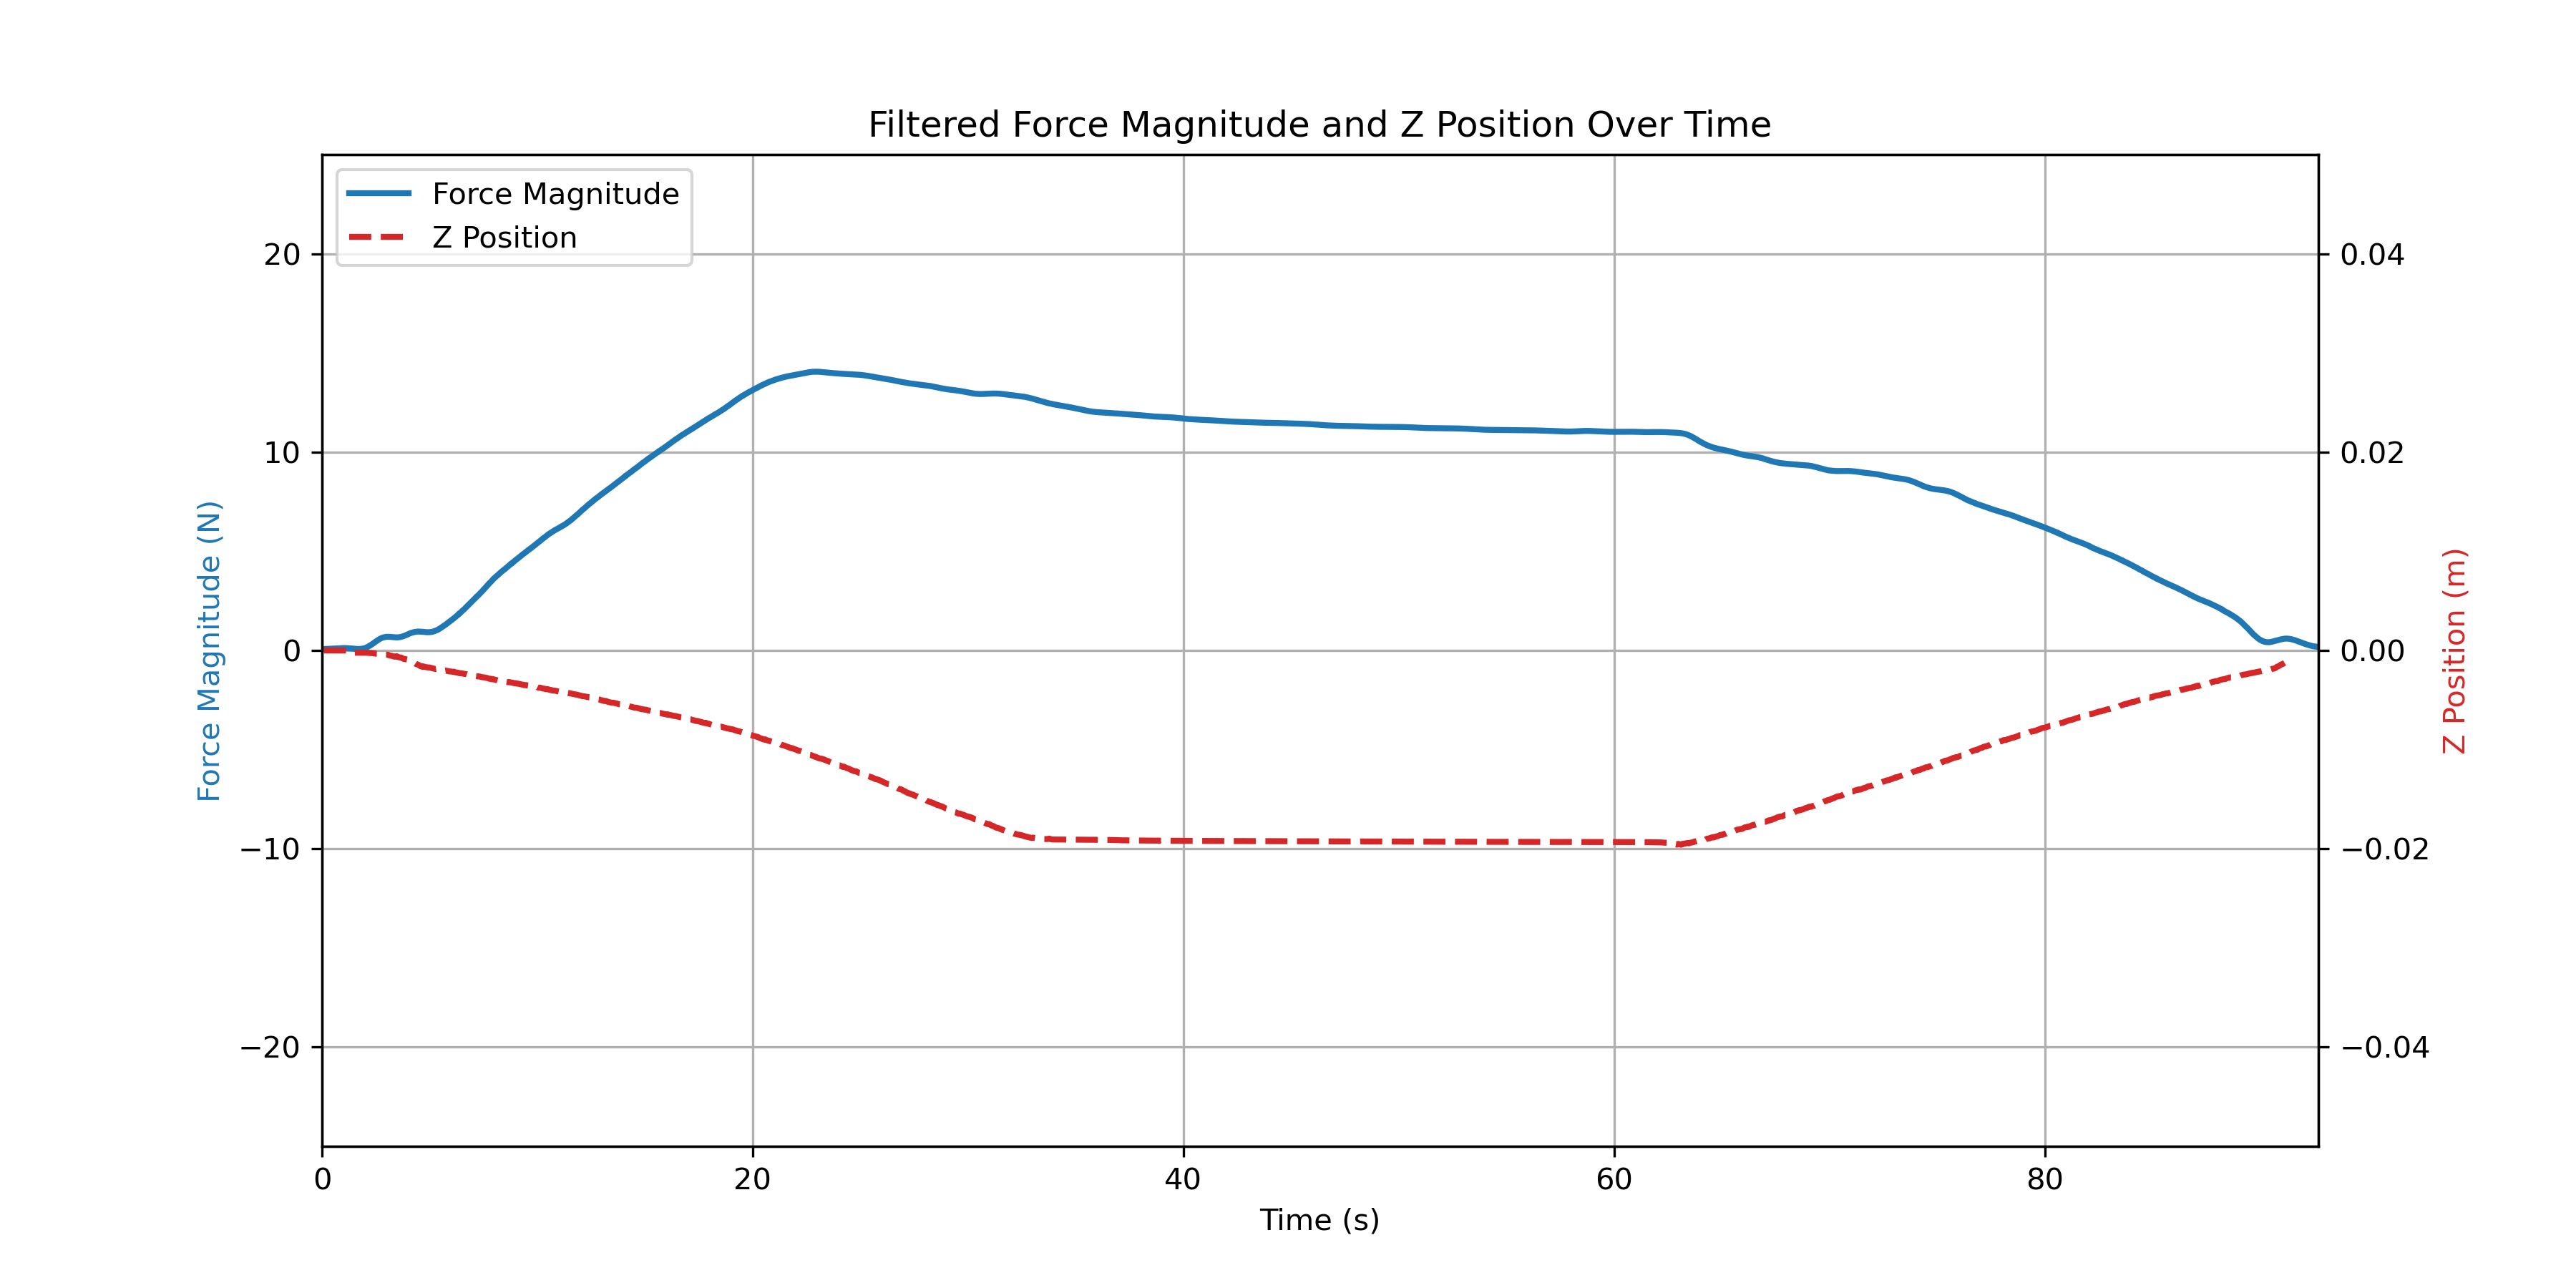 Filtered Force Magnitude and Z Position Over Time
Force Magnitude
Z Position
20
10
0
−10
−20
Force Magnitude (N)
0.04
0.02
0.00
−0.02
−0.04
Z Position (m)
0
20
40
60
80
Time (s)